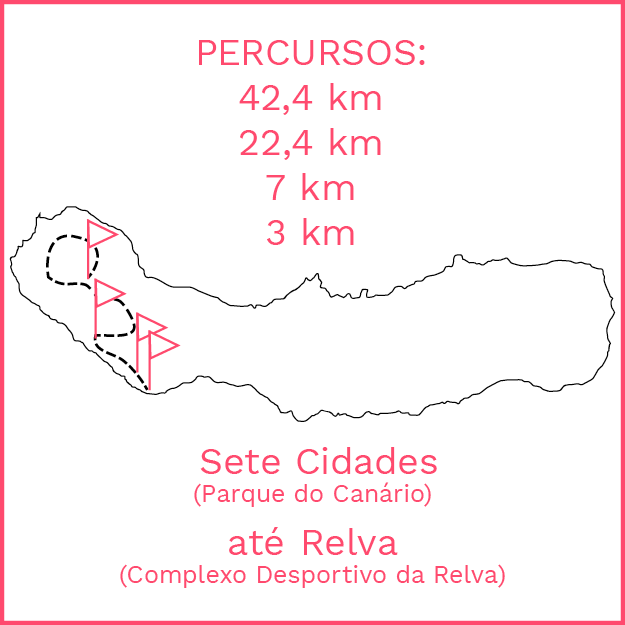 PERCURSOS:
42,4 km
22,4 km
7 km
3 km
Sete Cidades
(Parque do Canário)
até Relva
(Complexo Desportivo da Relva)